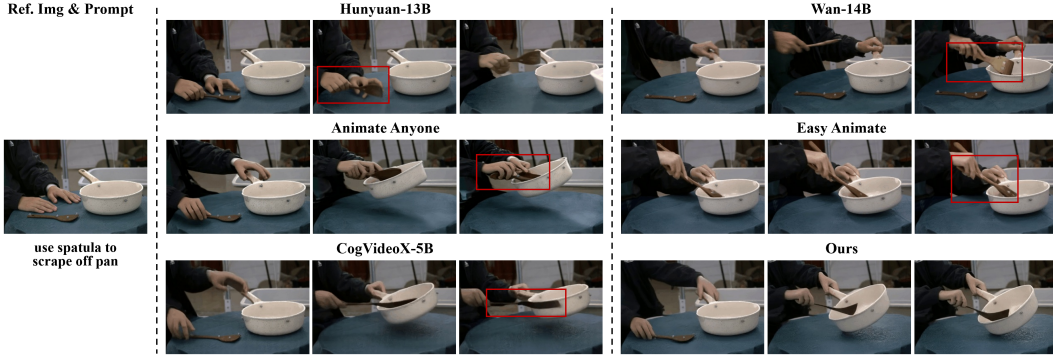 Ref. Img & Prompt
Hunyuan-13B
Wan-14B
Animate Anyone
Easy Animate
use spatula to
scrape off pan
CogVideoX-5B
Ours